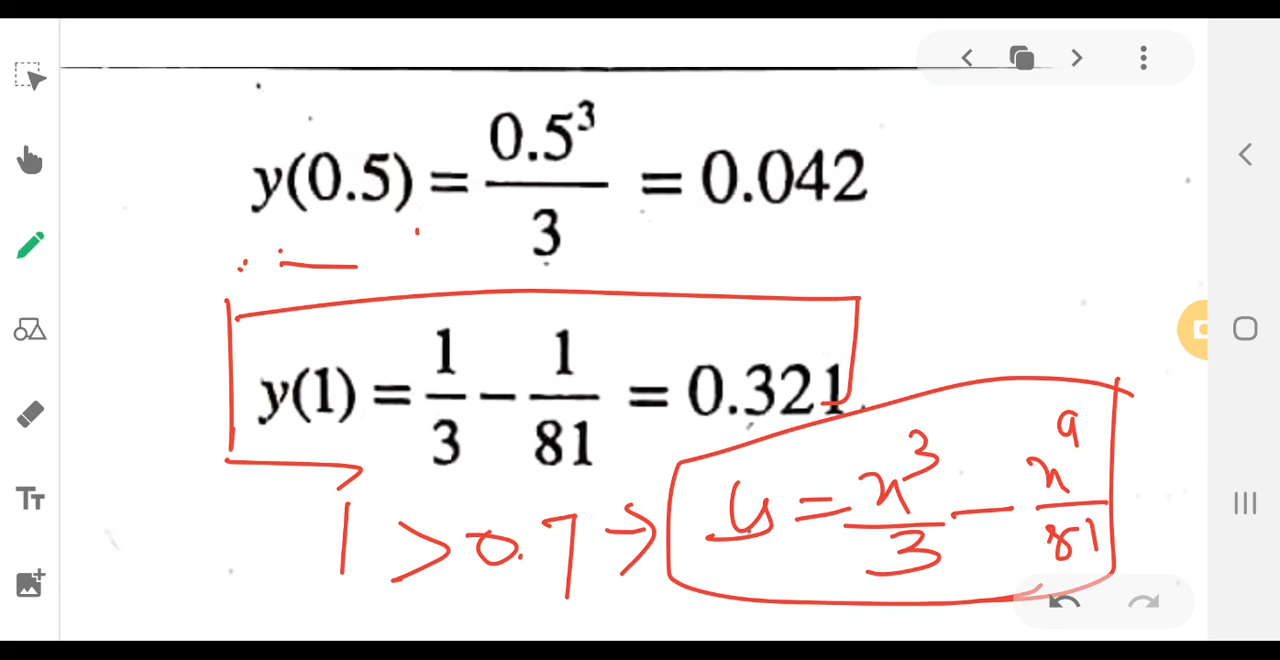 y(0.5) = 0.5³/3 = 0.042
y(1) = 1/3 − 1/81 = 0.321
1 > 0.7 → y = x³/3 − x⁹/81
Tт